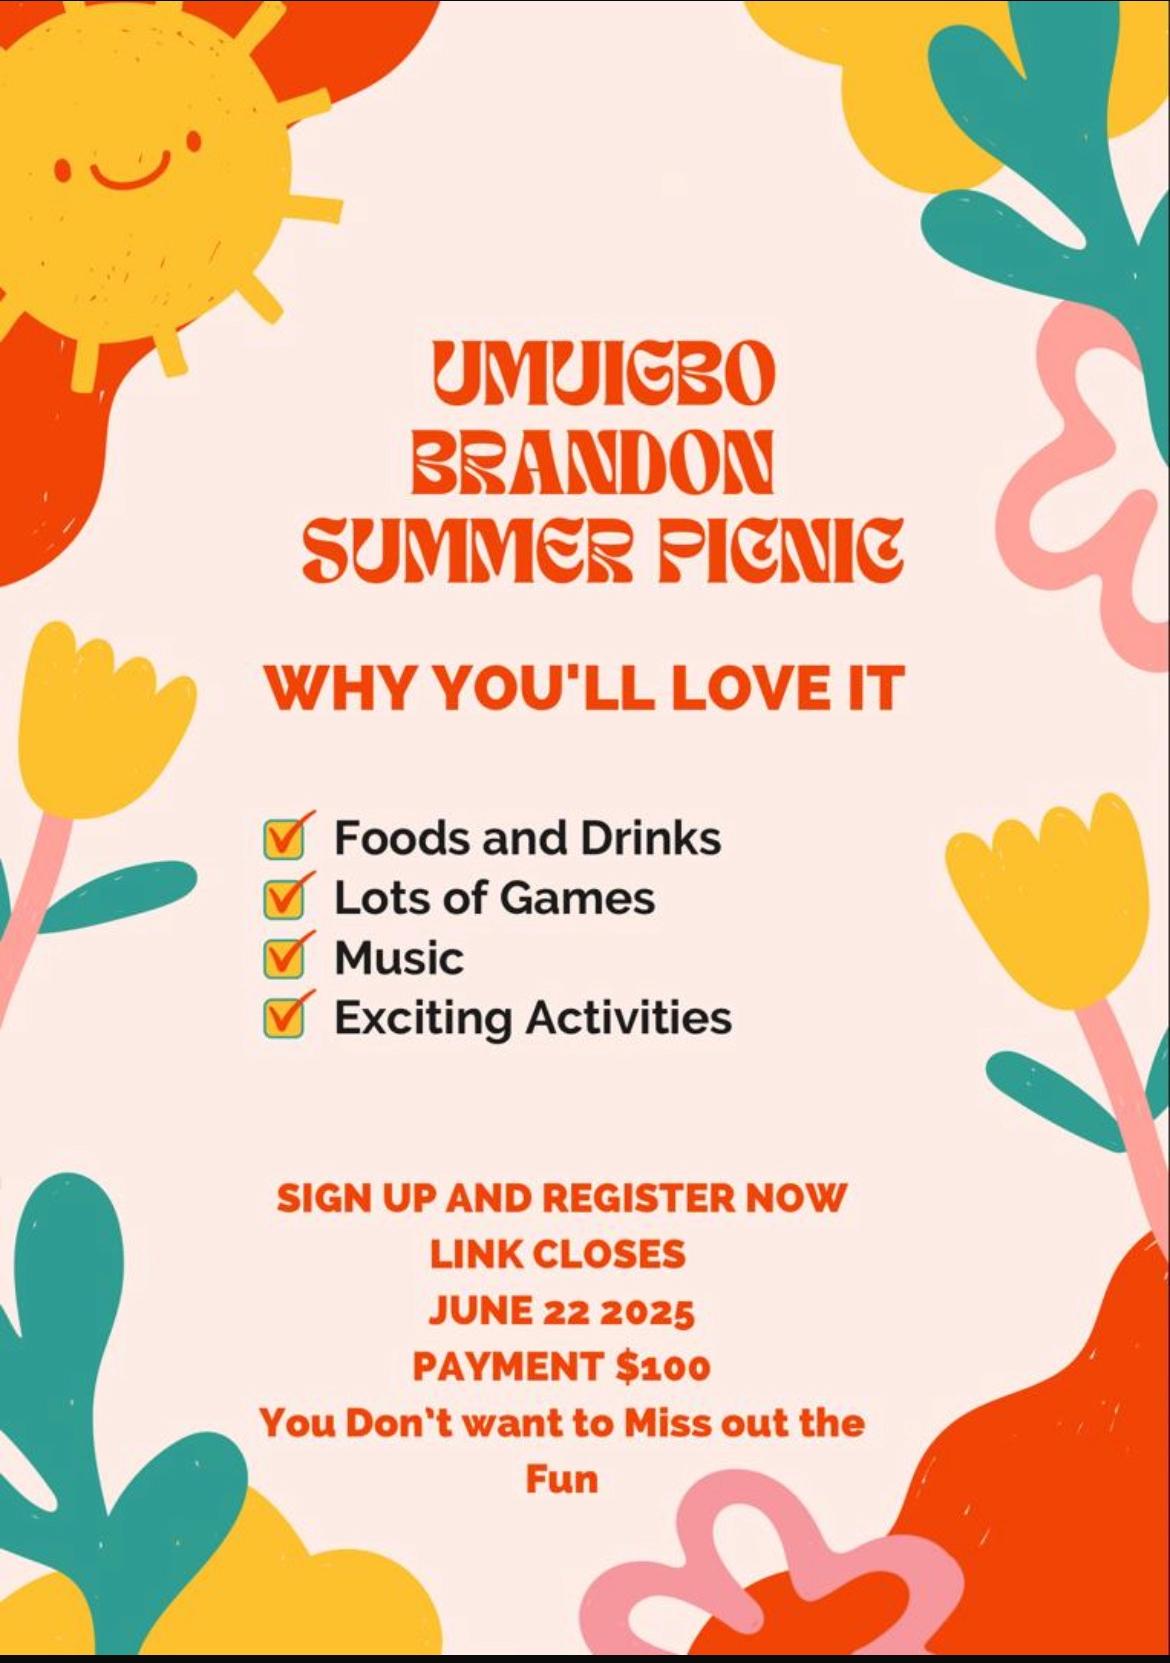 UMUIGBO
BRANDON
SUMMER PICNIC
WHY YOU'LL LOVE IT
Foods and Drinks
Lots of Games
Music
Exciting Activities
SIGN UP AND REGISTER NOW
LINK CLOSES
JUNE 22 2025
PAYMENT $100
You Don’t want to Miss out the
Fun